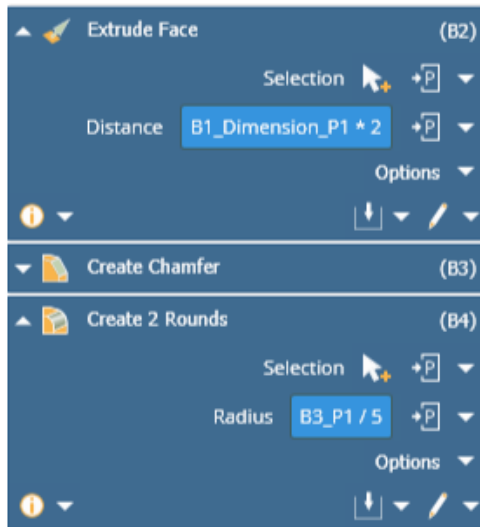 Extrude Face (B2)
Selection P
Distance B1_Dimension_P1 * 2 P
Options
Create Chamfer (B3)
Create 2 Rounds (B4)
Selection P
Radius B3_P1 / 5 P
Options